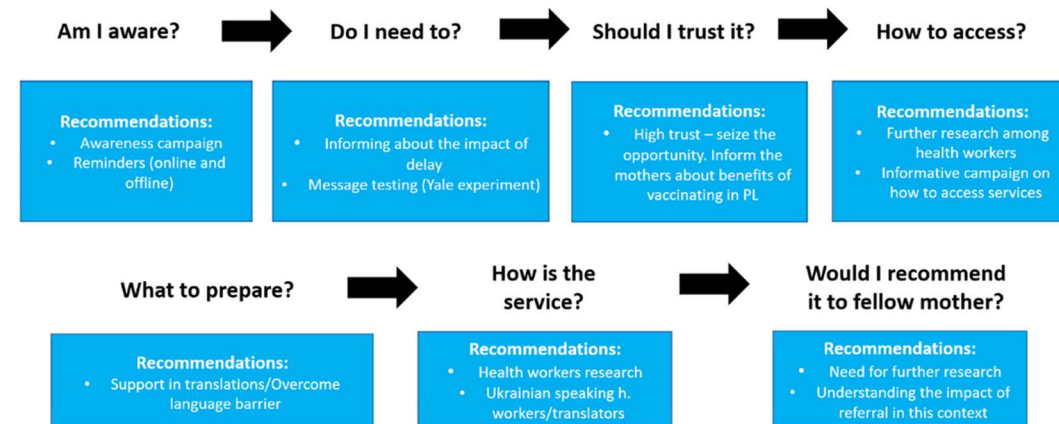 Am I aware?
Do I need to?
Should I trust it?
How to access?
Recommendations:
• Awareness campaign
• Reminders (online and
offline)
Recommendations:
• Informing about the impact of
delay
• Message testing (Yale experiment)
Recommendations:
• High trust – seize the
opportunity. Inform the
mothers about benefits of
vaccinating in PL
Recommendations:
• Further research among
health workers
• Informative campaign on
how to access services
What to prepare?
How is the
service?
Would I recommend
it to fellow mother?
Recommendations:
• Support in translations/Overcome
language barrier
Recommendations:
• Health workers research
• Ukrainian speaking h.
workers/translators
Recommendations:
• Need for further research
• Understanding the impact of
referral in this context